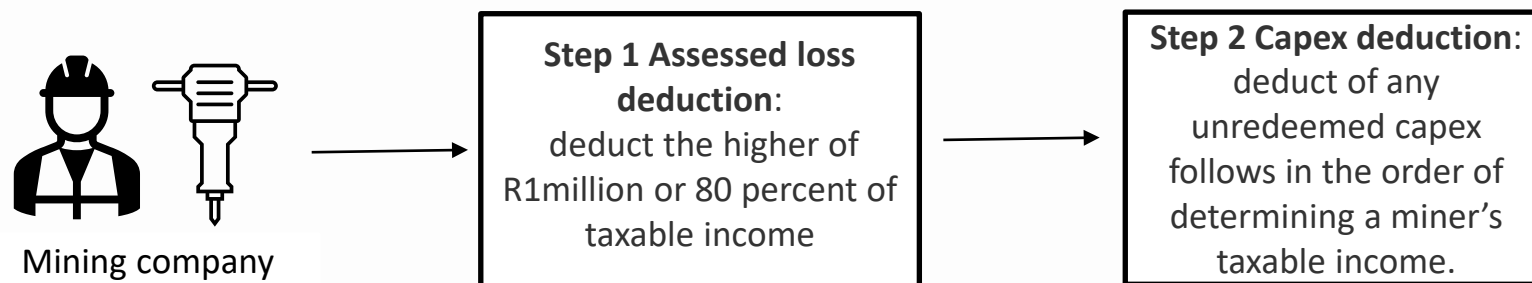 Mining company
Step 1 Assessed loss
deduction:
deduct the higher of
R1million or 80 percent of
taxable income
Step 2 Capex deduction:
deduct of any
unredeemed capex
follows in the order of
determining a miner’s
taxable income.